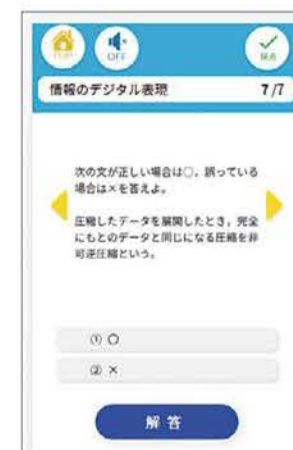 OFF
採点
情報のデジタル表現 7/7
次の文が正しい場合は○，誤っている
場合は×を答えよ。
圧縮したデータを展開したとき，完全
にもとのデータと同じになる圧縮を非
可逆圧縮という。
① ○
② ×
解答